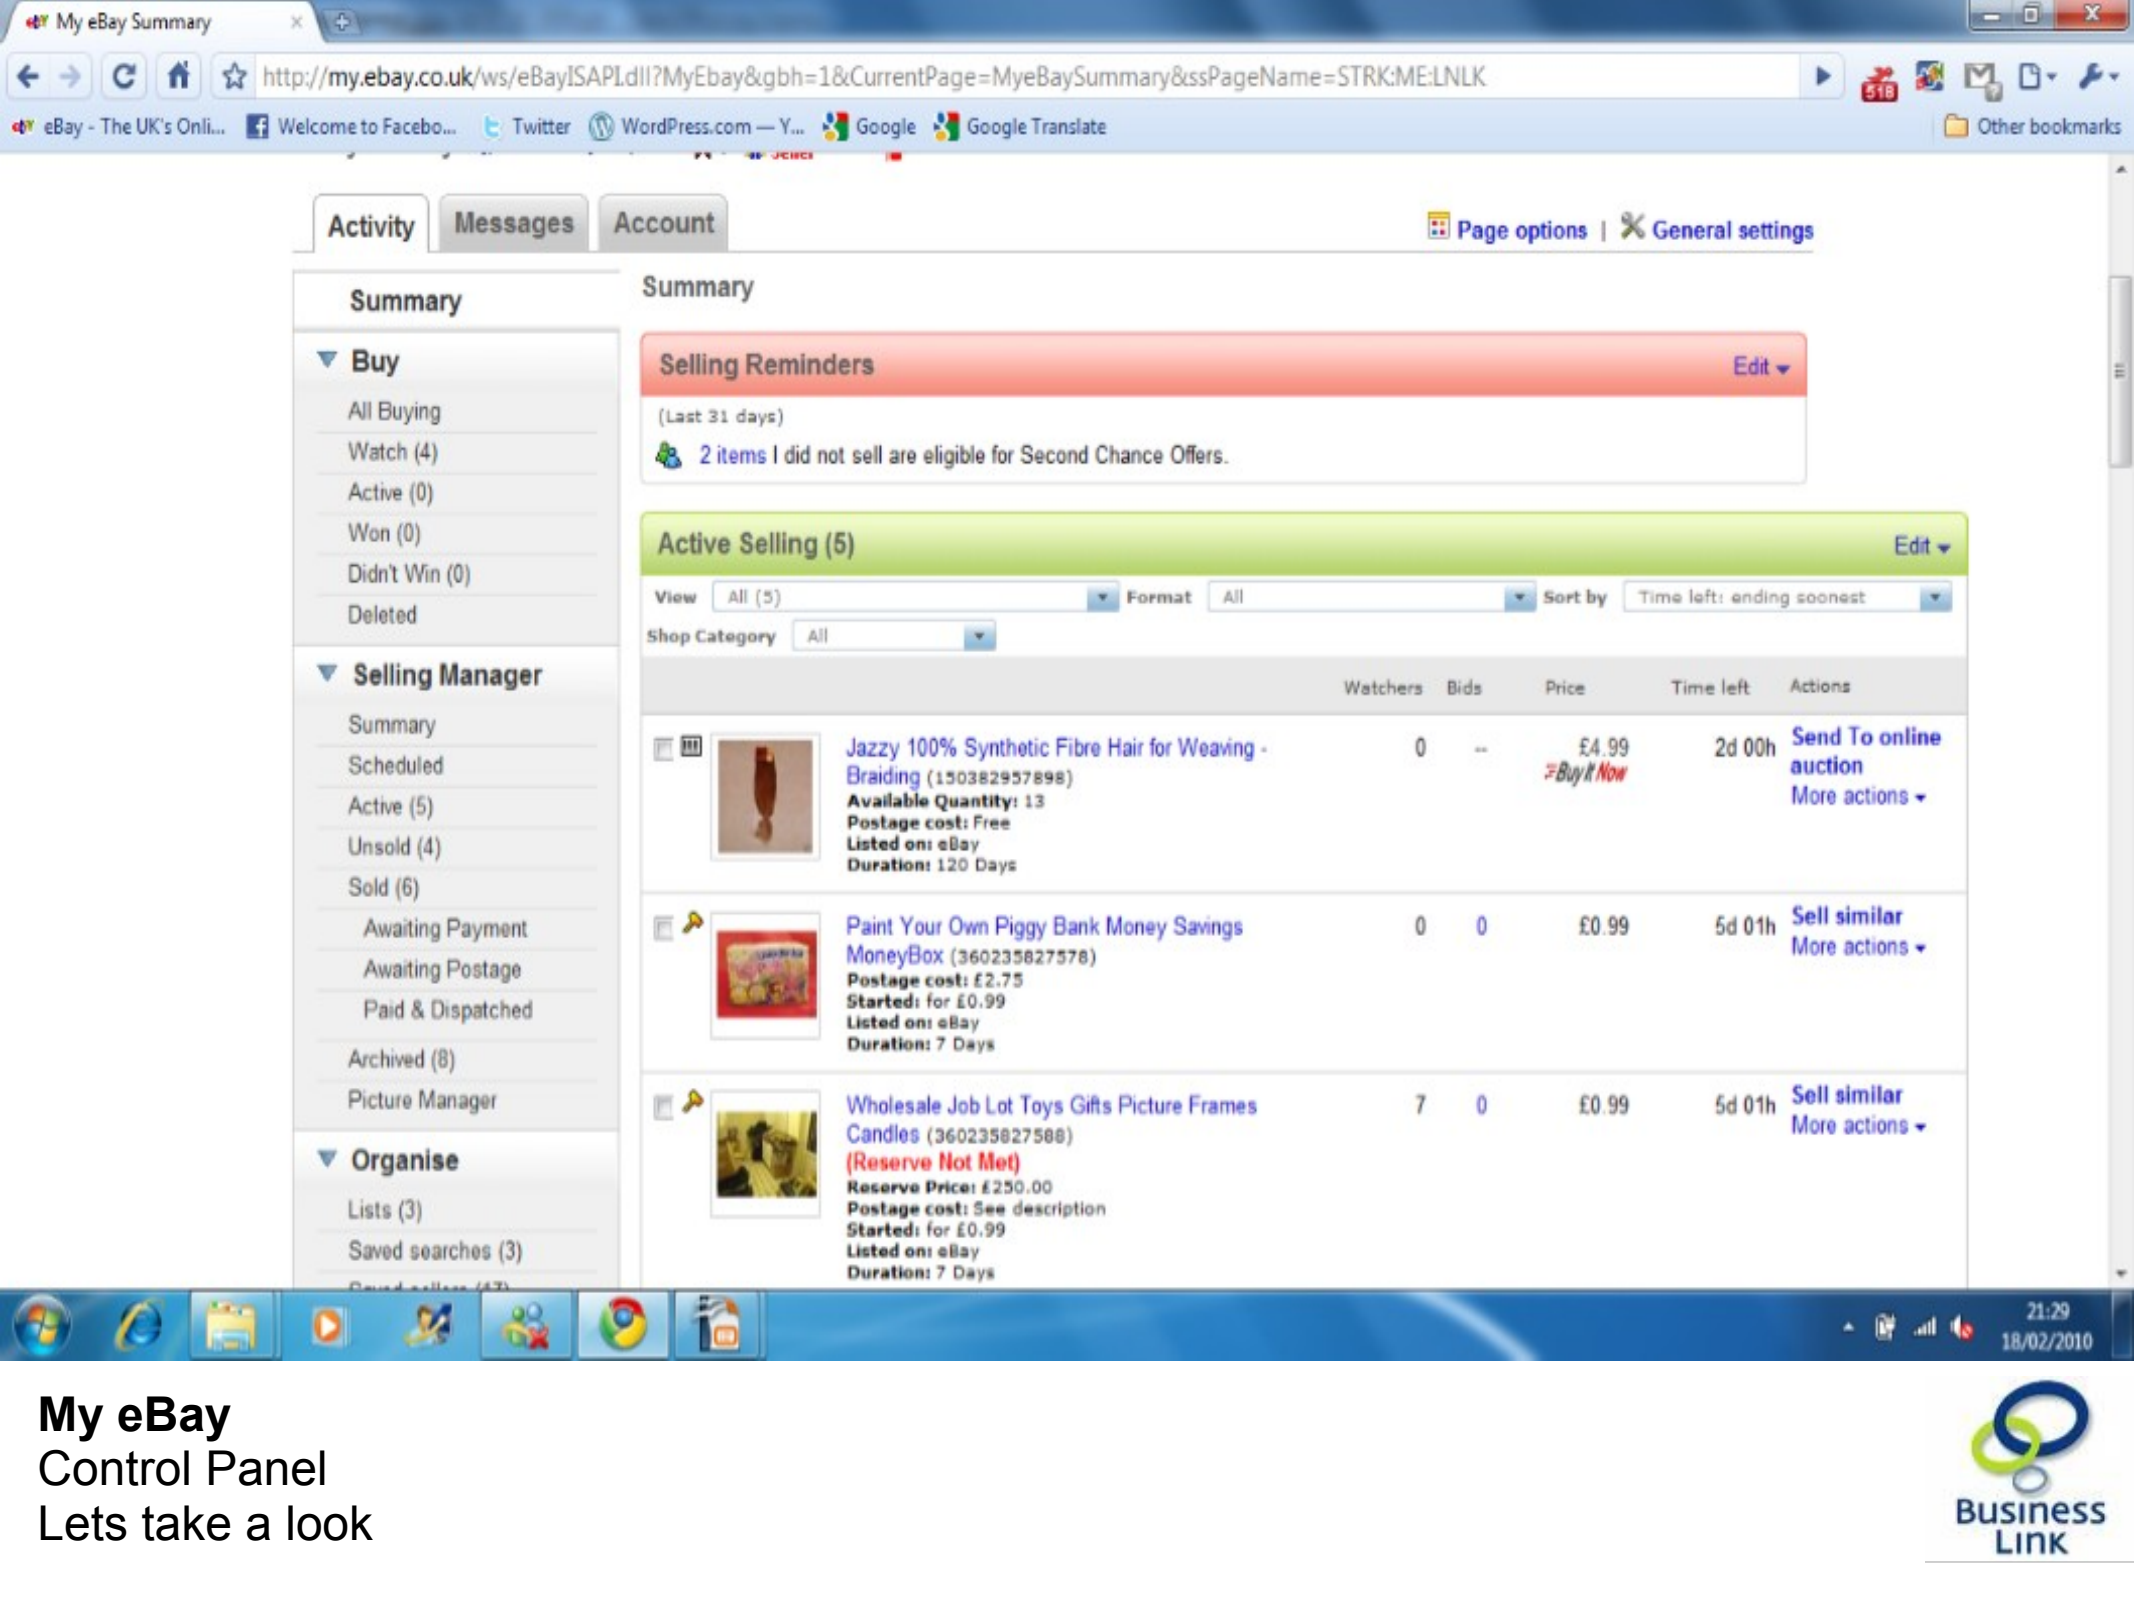 My eBay Summary
http://my.ebay.co.uk/ws/eBayISAPI.dll?MyEbay&gbh=1&CurrentPage=MyeBaySummary&ssPageName=STRK:ME:LNLK
518
eBay - The UK's Onli...
Welcome to Facebo...
Twitter
WordPress.com — Y...
Google
Google Translate
Other bookmarks
Seller
Activity
Messages
Account
Page options | General settings
Summary
Buy
All Buying
Watch (4)
Active (0)
Won (0)
Didn't Win (0)
Deleted
Selling Manager
Summary
Scheduled
Active (5)
Unsold (4)
Sold (6)
Awaiting Payment
Awaiting Postage
Paid & Dispatched
Archived (8)
Picture Manager
Organise
Lists (3)
Saved searches (3)
Saved sellers (17)
Summary
Selling Reminders
Edit
(Last 31 days)
2 items I did not sell are eligible for Second Chance Offers.
Active Selling (5)
Edit
View All (5) Format All Sort by Time left: ending soonest
Shop Category All
Watchers Bids Price Time left Actions
Jazzy 100% Synthetic Fibre Hair for Weaving -
Braiding (150382957898)
Available Quantity: 13
Postage cost: Free
Listed on: eBay
Duration: 120 Days
0 -- £4.99 2d 00h
Buy It Now
Send To online
auction
More actions
Paint Your Own Piggy Bank Money Savings
MoneyBox (360235827578)
Postage cost: £2.75
Started: for £0.99
Listed on: eBay
Duration: 7 Days
0 0 £0.99 5d 01h
Sell similar
More actions
Wholesale Job Lot Toys Gifts Picture Frames
Candles (360235827588)
(Reserve Not Met)
Reserve Price: £250.00
Postage cost: See description
Started: for £0.99
Listed on: eBay
Duration: 7 Days
7 0 £0.99 5d 01h
Sell similar
More actions
21:29
18/02/2010
My eBay
Control Panel
Lets take a look
Business
Link